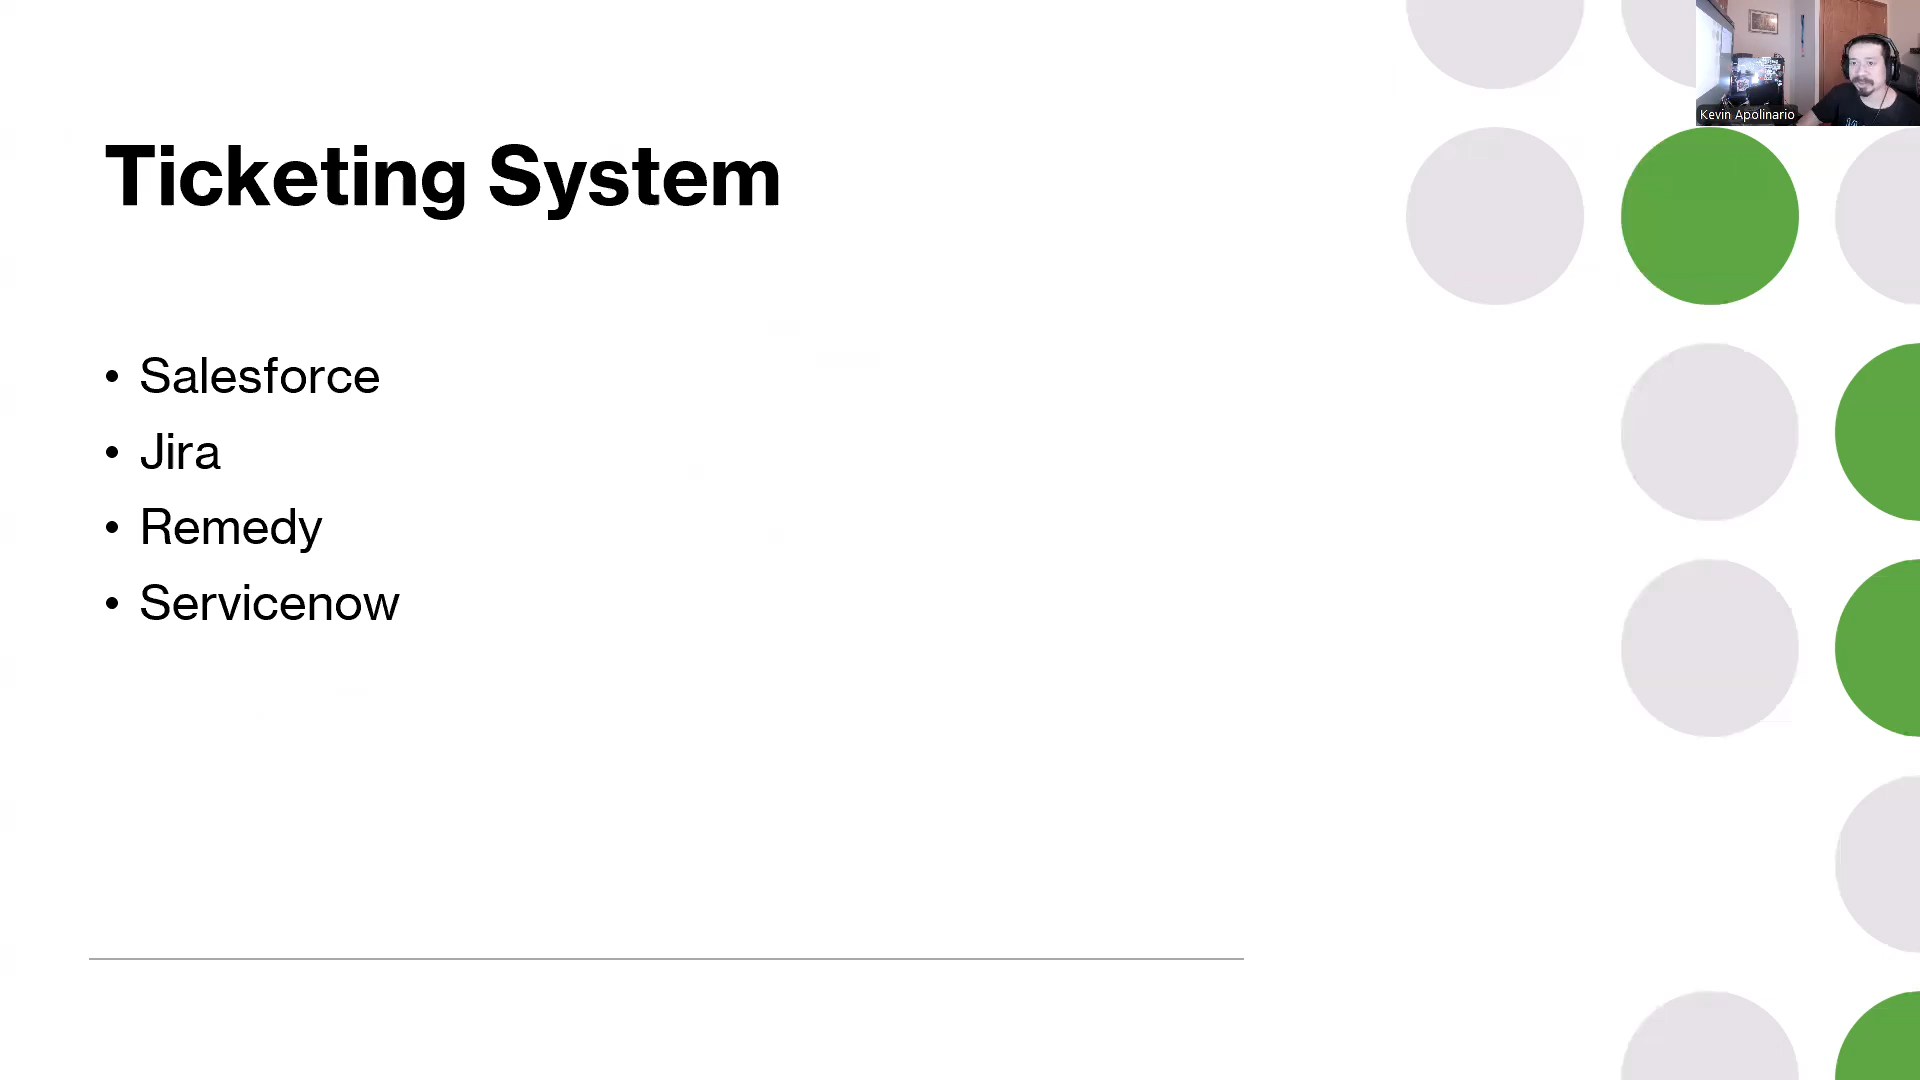 Kevin Apolinario
Ticketing System
• Salesforce
• Jira
• Remedy
• Servicenow